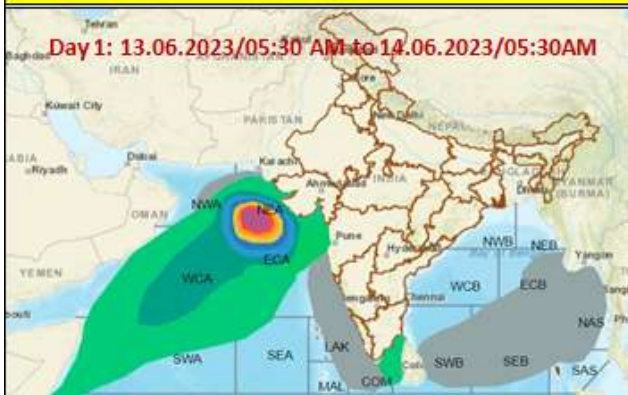 Tehran
Day 1: 13.06.2023/05:30 AM to 14.06.2023/05:30AM
Baghdad
IRAN
Kuwait City
PAKISTAN
NEPAL
Riyadh
Dubai
Karachi
Ahmedabad
INDIA
Dhaka
MYANMAR
(BURMA)
OMAN
NWA
NEA
Pune
Hyderabad
NWB
NEB
Yangon
YEMEN
ECA
WCA
Chennai
WCB
ECB
NAS
SWA
SEA
LAK
SWB
SEB
SAS
MAL
COM